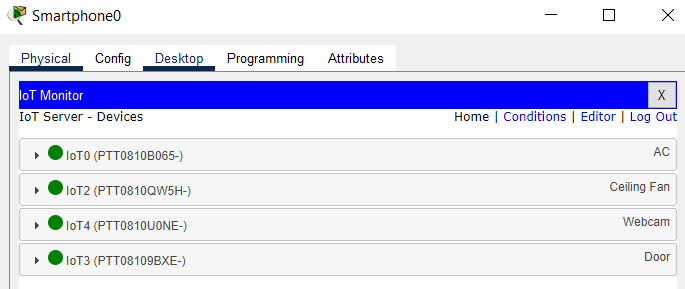 Smartphone0
Physical Config Desktop Programming Attributes
IoT Monitor X
IoT Server - Devices Home | Conditions | Editor | Log Out
IoT0 (PTT0810B065-) AC
IoT2 (PTT0810QW5H-) Ceiling Fan
IoT4 (PTT0810U0NE-) Webcam
IoT3 (PTT08109BXE-) Door